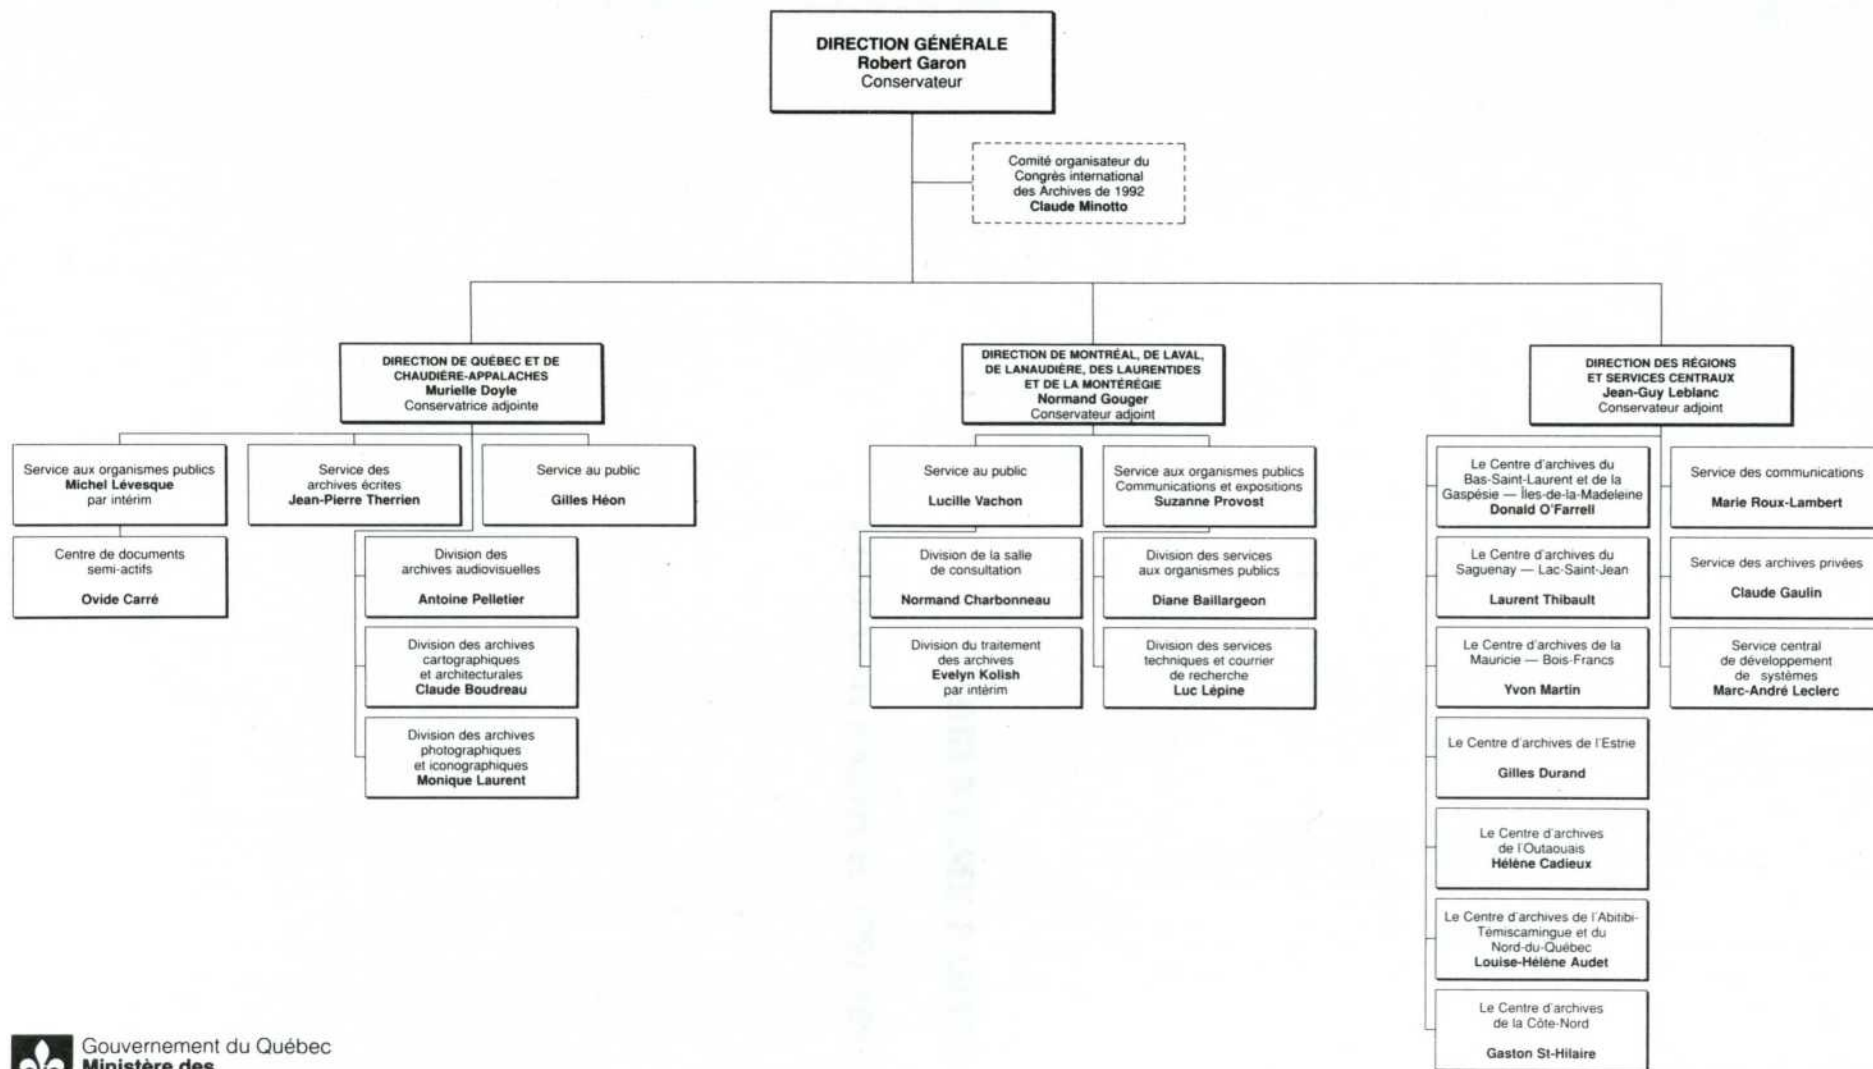 DIRECTION GÉNÉRALE
Robert Garon
Conservateur
Comité organisateur du
Congrès international
des Archives de 1992
Claude Minotto
DIRECTION DE QUÉBEC ET DE
CHAUDIÈRE-APPALACHES
Murielle Doyle
Conservatrice adjointe
Service aux organismes publics
Michel Lévesque
par intérim
Centre de documents
semi-actifs
Ovide Carré
Service des
archives écrites
Jean-Pierre Therrien
Service au public
Gilles Héon
Division des
archives audiovisuelles
Antoine Pelletier
Division des archives
cartographiques
et architecturales
Claude Boudreau
Division des archives
photographiques
et iconographiques
Monique Laurent
DIRECTION DE MONTRÉAL, DE LAVAL,
DE LANAUDIÈRE, DES LAURENTIDES
ET DE LA MONTÉRÉGIE
Normand Gouger
Conservateur adjoint
Service au public
Lucille Vachon
Division de la salle
de consultation
Normand Charbonneau
Division du traitement
des archives
Evelyn Kolish
par intérim
Service aux organismes publics
Communications et expositions
Suzanne Provost
Division des services
aux organismes publics
Diane Baillargeon
Division des services
techniques et courrier
de recherche
Luc Lépine
DIRECTION DES RÉGIONS
ET SERVICES CENTRAUX
Jean-Guy Leblanc
Conservateur adjoint
Le Centre d'archives du
Bas-Saint-Laurent et de la
Gaspésie — Îles-de-la-Madeleine
Donald O'Farrell
Le Centre d'archives du
Saguenay — Lac-Saint-Jean
Laurent Thibault
Le Centre d'archives de la
Mauricie — Bois-Francs
Yvon Martin
Le Centre d'archives de l'Estrie
Gilles Durand
Le Centre d'archives
de l'Outaouais
Hélène Cadieux
Le Centre d'archives de l'Abitibi-
Témiscamingue et du
Nord-du-Québec
Louise-Hélène Audet
Le Centre d'archives
de la Côte-Nord
Gaston St-Hilaire
Service des communications
Marie Roux-Lambert
Service des archives privées
Claude Gaulin
Service central
de développement
de systèmes
Marc-André Leclerc
Gouvernement du Québec
Ministère des